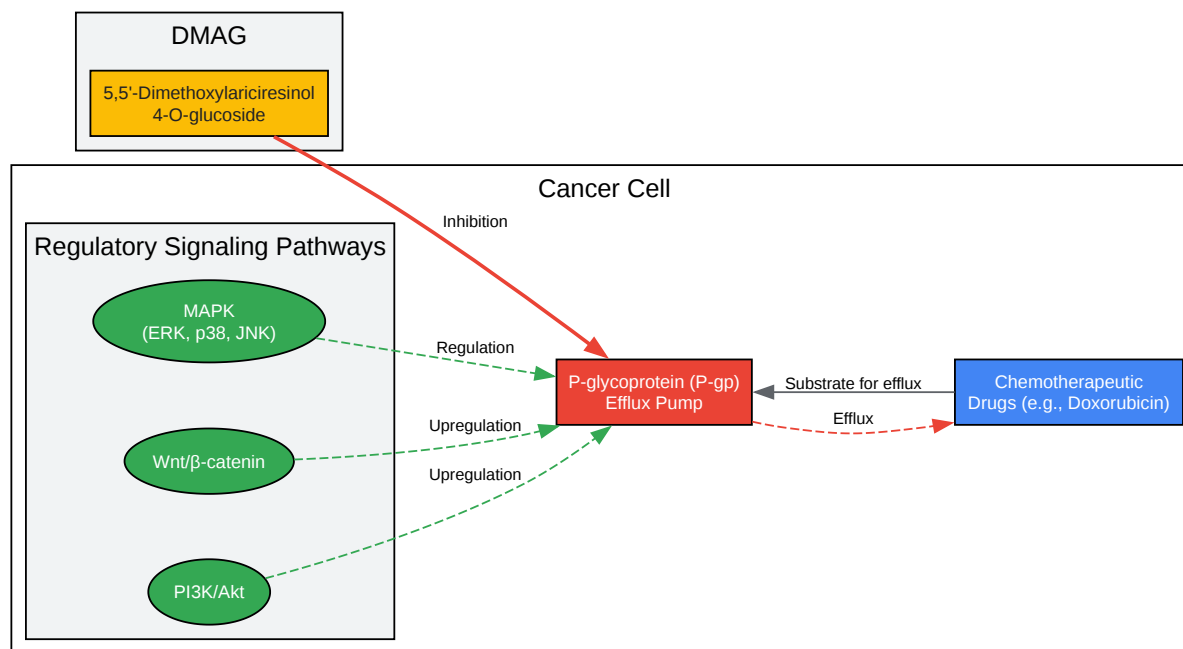 DMAG
5,5'-Dimethoxylariciresinol
4-O-glucoside
Cancer Cell
Inhibition
Regulatory Signaling Pathways
MAPK
(ERK, p38, JNK)
Regulation
P-glycoprotein (P-gp)
Efflux Pump
Substrate for efflux
Efflux
Chemotherapeutic
Drugs (e.g., Doxorubicin)
Upregulation
Wnt/β-catenin
Upregulation
PI3K/Akt